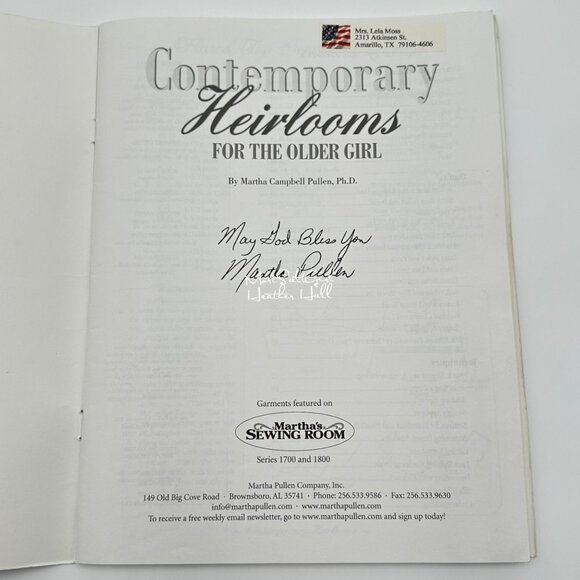 Mrs. Lela Moss
2313 Atkinsen St.
Amarillo, TX 79106-4606
Contemporary
Heirlooms
FOR THE OLDER GIRL
By Martha Campbell Pullen, Ph.D.
May God Bless You
Martha Pullen
Heather Hall
Garments featured on
Martha's
SEWING ROOM
Series 1700 and 1800
Martha Pullen Company, Inc.
149 Old Big Cove Road · Brownsboro, AL 35741 · Phone: 256.533.9586 · Fax: 256.533.9630
info@marthapullen.com · www.marthapullen.com
To receive a free weekly email newsletter, go to www.marthapullen.com and sign up today!